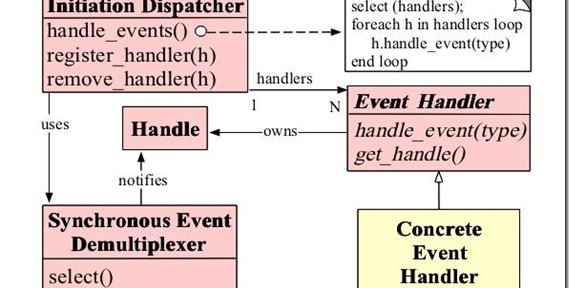 Initiation Dispatcher
handle_events()
register_handler(h)
remove_handler(h)
select (handlers);
foreach h in handlers loop
h.handle_event(type)
end loop
handlers
1
N
uses
Handle
owns
Event Handler
handle_event(type)
get_handle()
notifies
Synchronous Event
Demultiplexer
select()
Concrete
Event
Handler